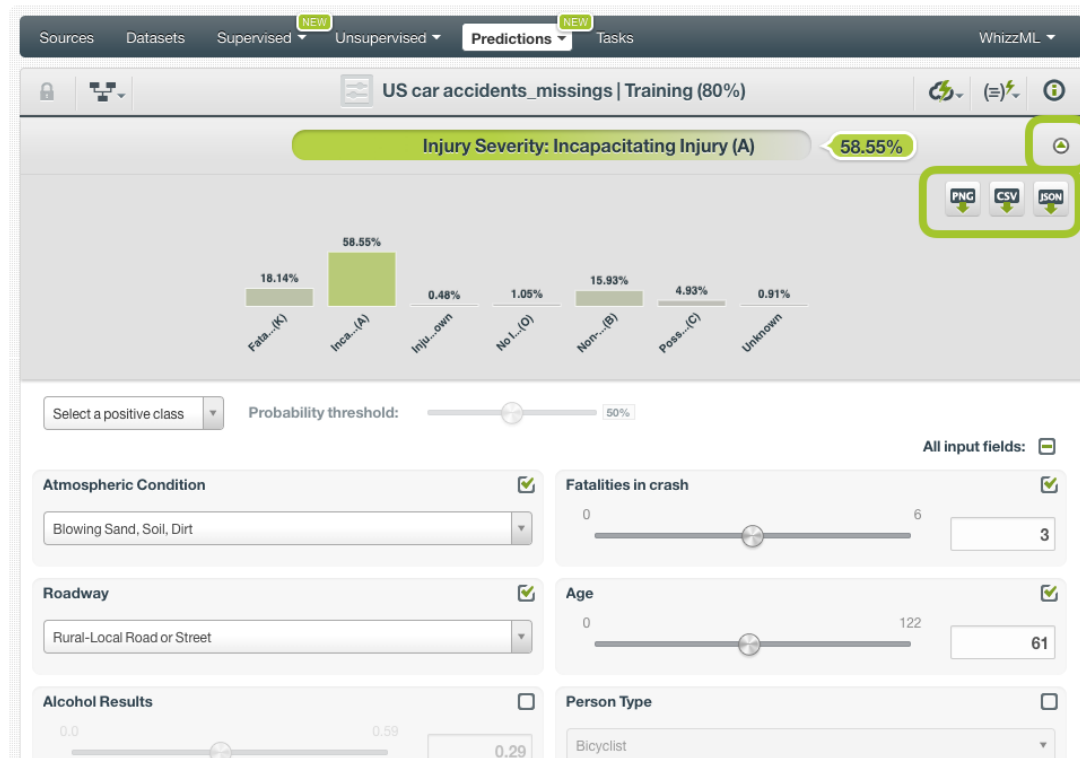 NEW NEW
Sources Datasets Supervised Unsupervised Predictions Tasks WhizzML
US car accidents_missings | Training (80%)
Injury Severity: Incapacitating Injury (A) 58.55%
PNG CSV JSON
58.55%
18.14% 0.48% 1.05% 15.93% 4.93% 0.91%
Fata...(K) Inca...(A) Inju...own No I...(O) Non-...(B) Poss...(C) Unknown
Select a positive class Probability threshold: 50%
All input fields:
Atmospheric Condition Fatalities in crash
0 6
Blowing Sand, Soil, Dirt 3
Roadway Age
0 122
Rural-Local Road or Street 61
Alcohol Results Person Type
0.0 0.59
0.29 Bicyclist